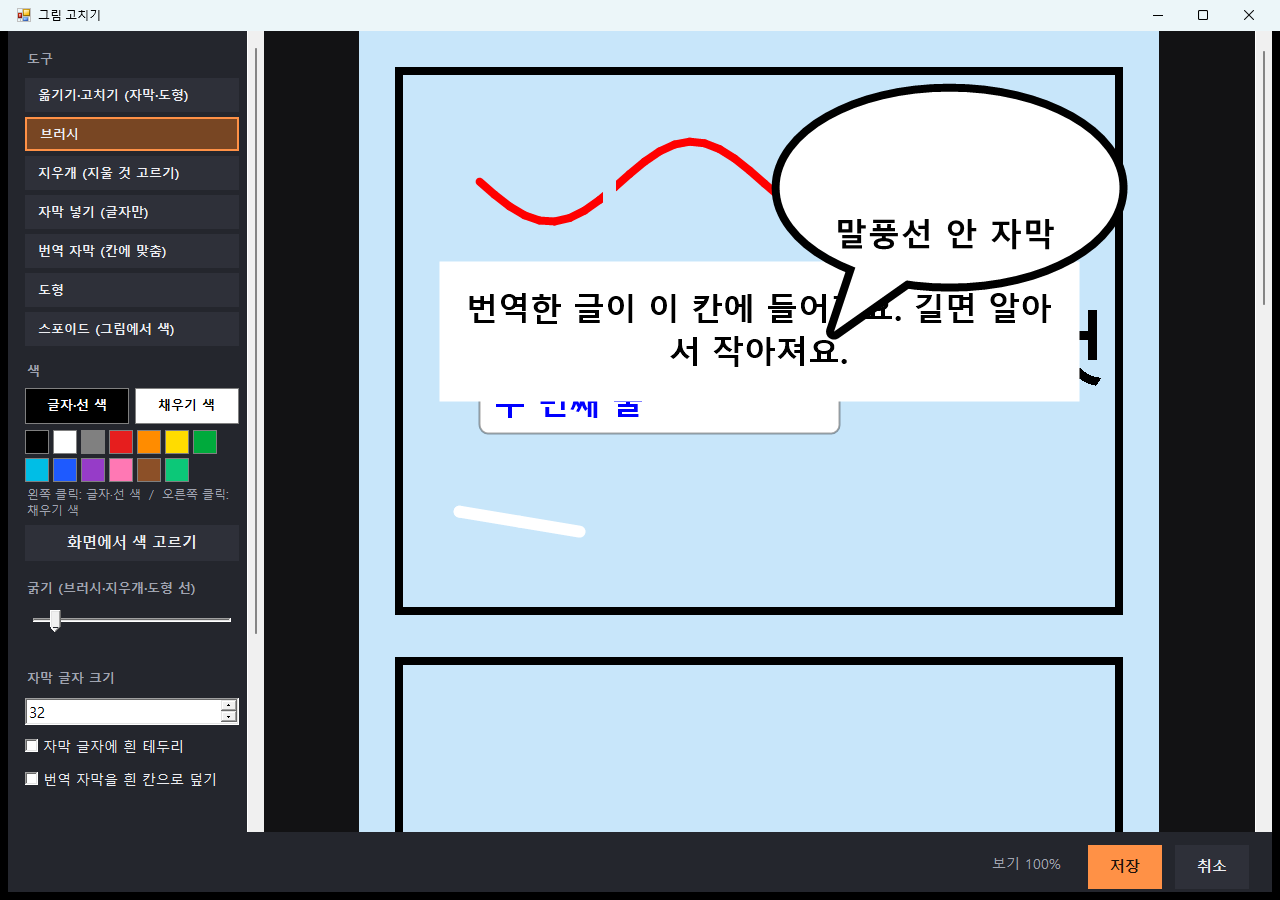 그림 고치기
도구
옮기기·고치기 (자막·도형)
브러시
지우개 (지울 것 고르기)
자막 넣기 (글자만)
번역 자막 (칸에 맞춤)
도형
스포이드 (그림에서 색)
색
글자·선 색
채우기 색
왼쪽 클릭: 글자·선 색 / 오른쪽 클릭:
채우기 색
화면에서 색 고르기
굵기 (브러시·지우개·도형 선)
자막 글자 크기
32
자막 글자에 흰 테두리
번역 자막을 흰 칸으로 덮기
말풍선 안 자막
번역한 글이 이 칸에 길면 알아
서 작아져요.
보기 100%
저장
취소